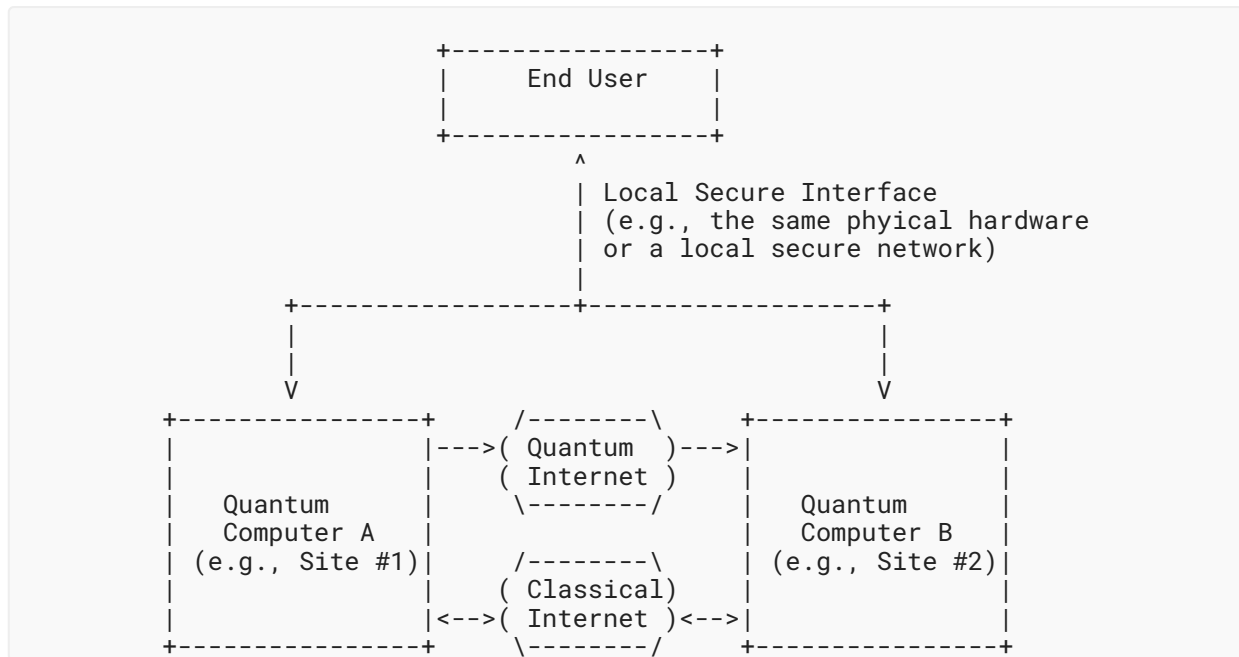 End User
Local Secure Interface
(e.g., the same phyical hardware
or a local secure network)
Quantum
Internet
Quantum
Computer A
(e.g., Site #1)
Quantum
Computer B
(e.g., Site #2)
Classical
Internet